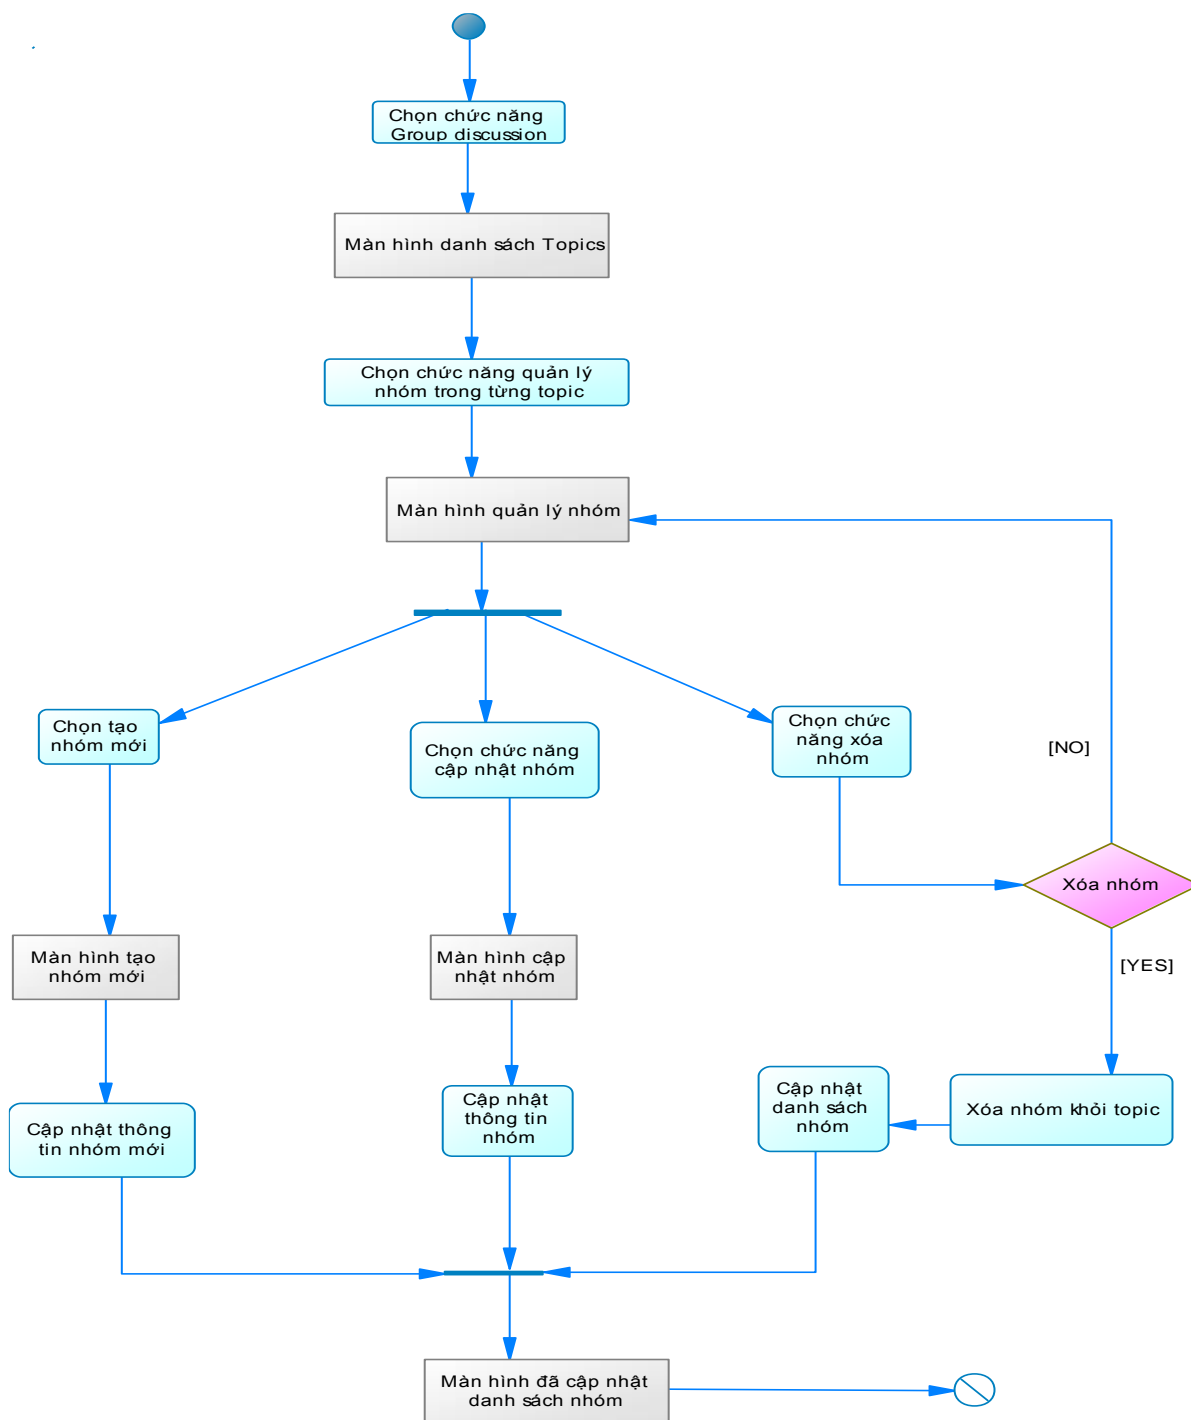 Chọn chức năng
Group discussion
Màn hình danh sách Topics
Chọn chức năng quản lý
nhóm trong từng topic
Màn hình quản lý nhóm
Chọn tạo
nhóm mới
Chọn chức năng
cập nhật nhóm
Chọn chức
năng xóa
nhóm
[NO]
Xóa nhóm
[YES]
Màn hình tạo
nhóm mới
Màn hình cập
nhật nhóm
Cập nhật thông
tin nhóm mới
Cập nhật
thông tin
nhóm
Cập nhật
danh sách
nhóm
Xóa nhóm khỏi topic
Màn hình đã cập nhật
danh sách nhóm